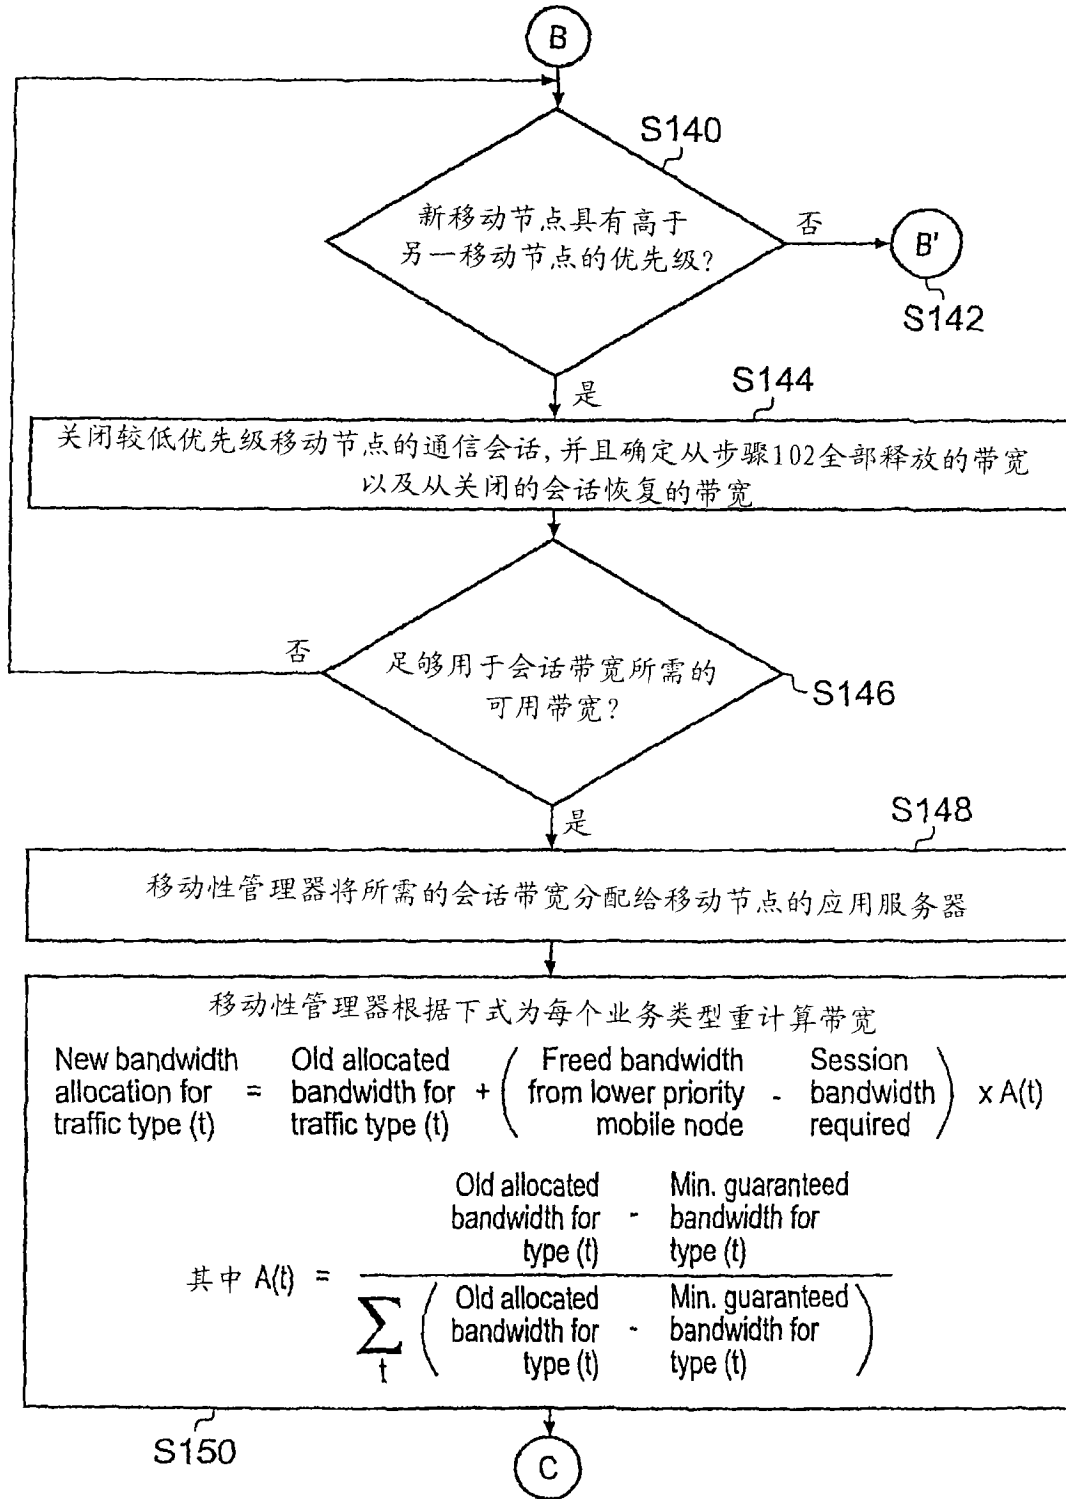 B
S140
新移动节点具有高于
另一移动节点的优先级?
否
B'
S142
是
S144
关闭较低优先级移动节点的通信会话,并且确定从步骤102全部释放的带宽
以及从关闭的会话恢复的带宽
否
足够用于会话带宽所需的
可用带宽?
S146
是
S148
移动性管理器将所需的会话带宽分配给移动节点的应用服务器
移动性管理器根据下式为每个业务类型重计算带宽
New bandwidth Old allocated Freed bandwidth Session
allocation for = bandwidth for + ( from lower priority - bandwidth ) x A(t)
traffic type (t) traffic type (t) mobile node required
Old allocated Min. guaranteed
bandwidth for - bandwidth for
type (t) type (t)
其中 A(t) =
Old allocated Min. guaranteed
∑ ( bandwidth for - bandwidth for )
t type (t) type (t)
S150
C